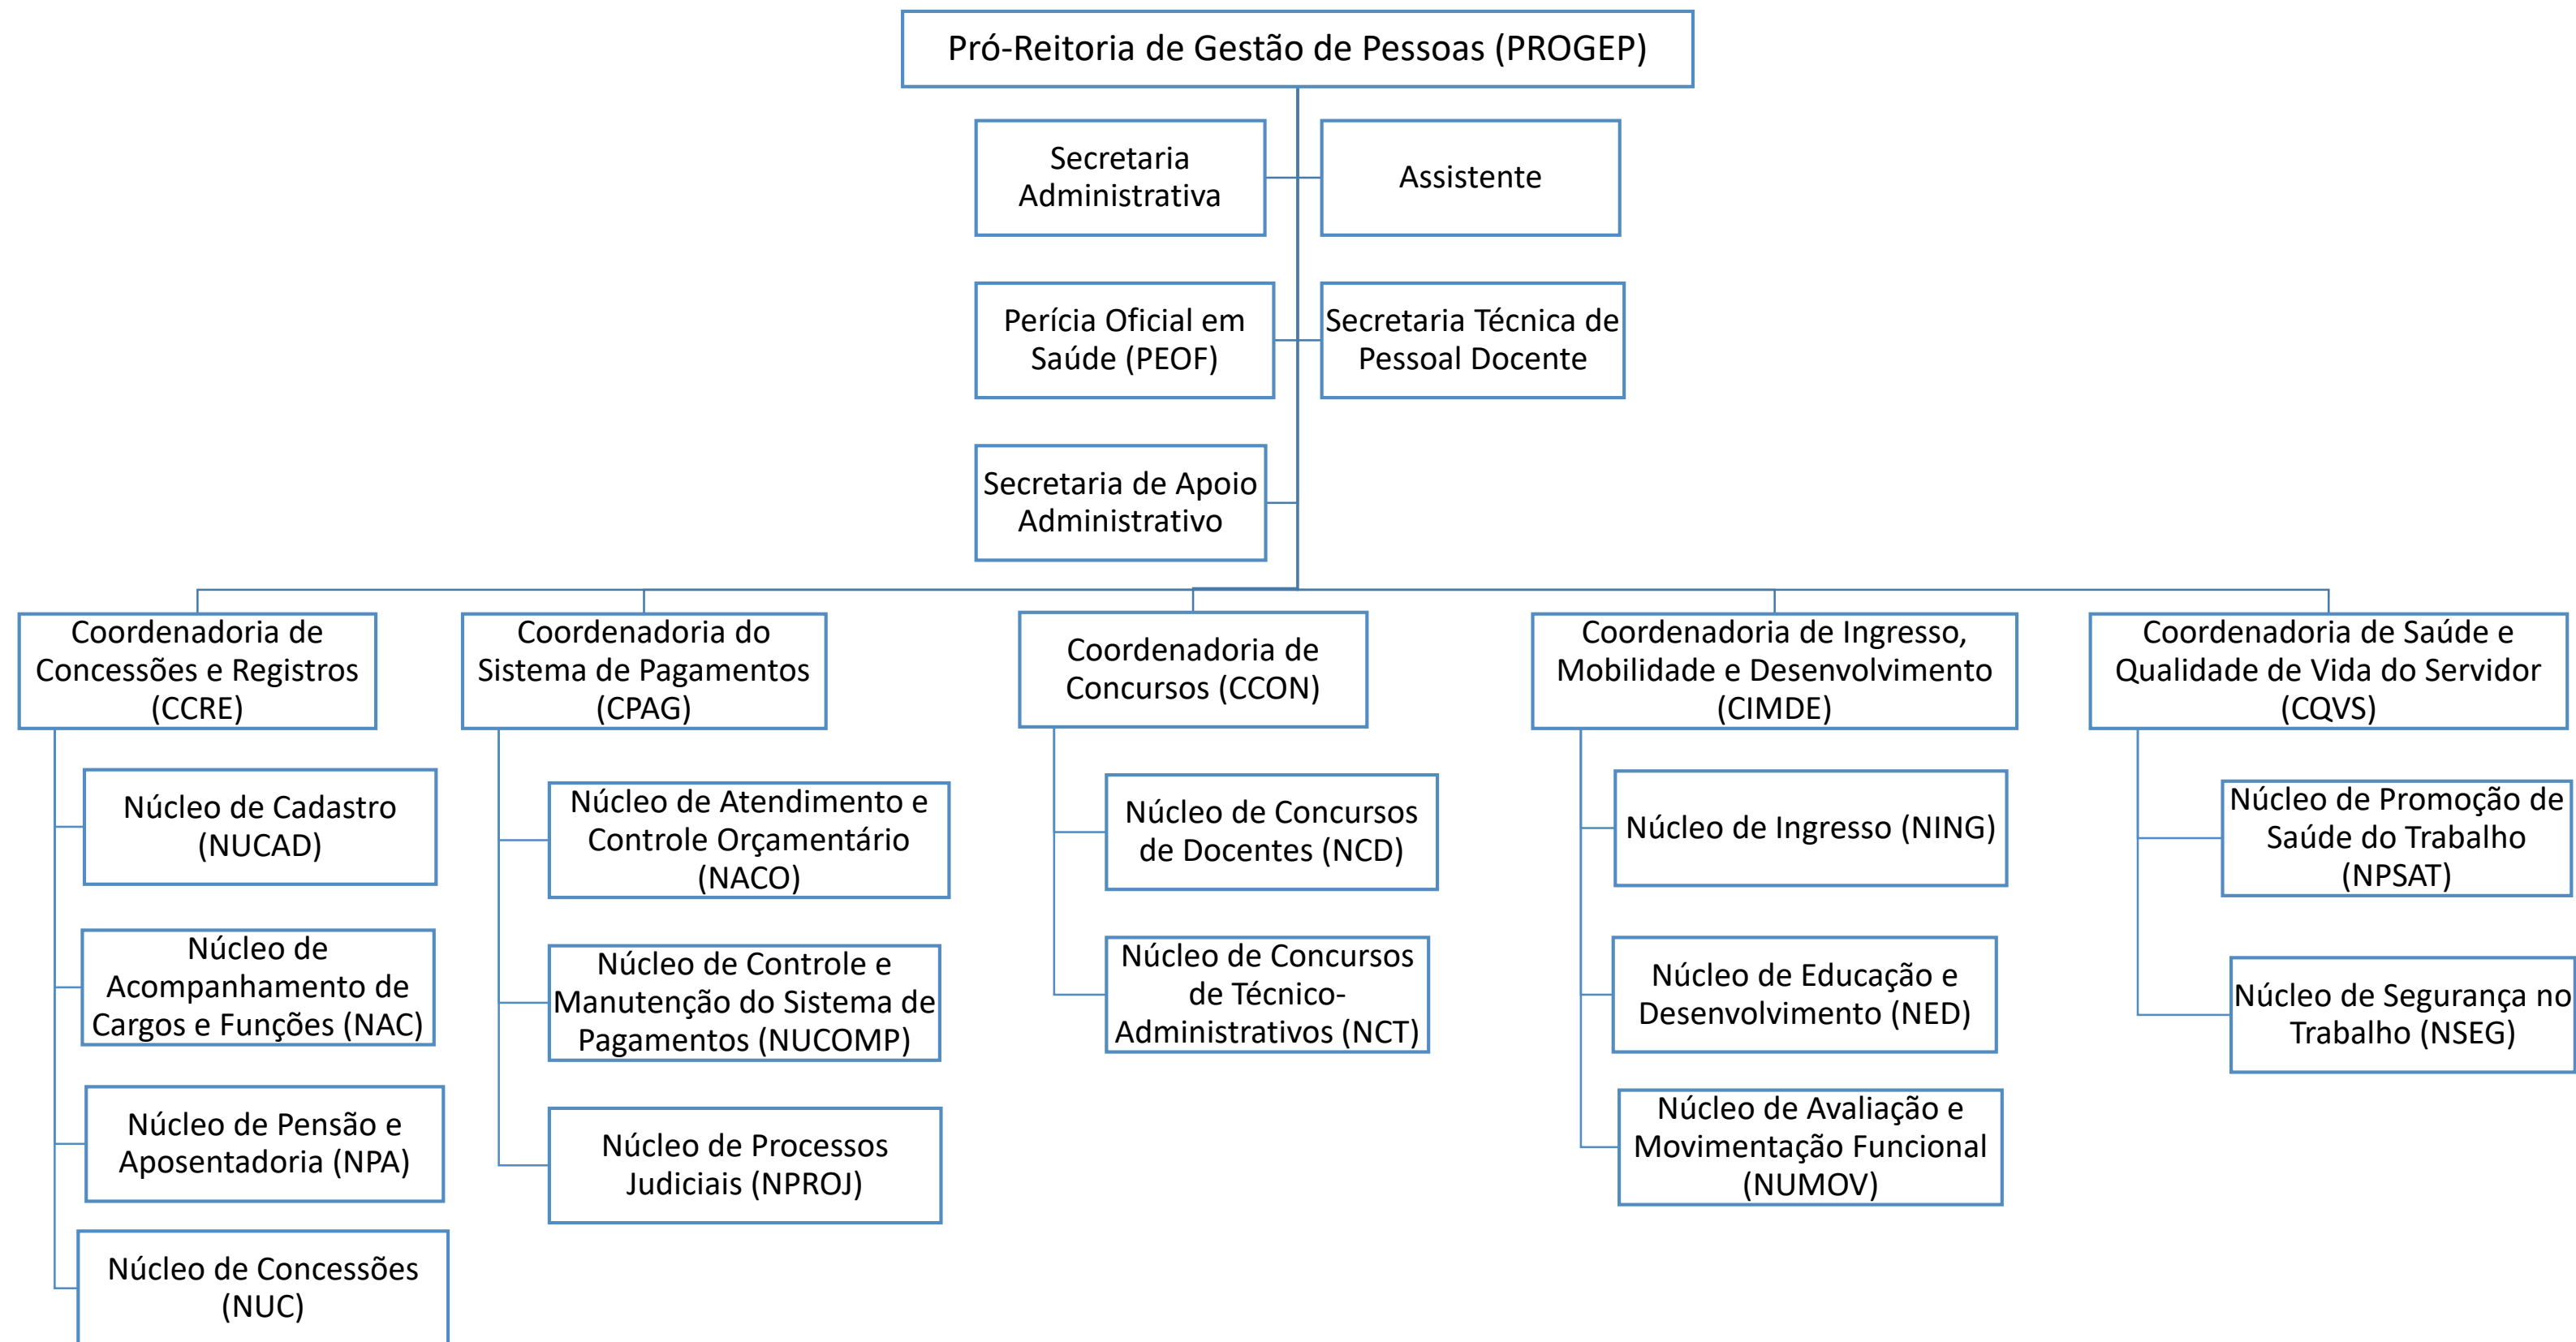 Pró-Reitoria de Gestão de Pessoas (PROGEP)
Secretaria
Administrativa
Assistente
Perícia Oficial em
Saúde (PEOF)
Secretaria Técnica de
Pessoal Docente
Secretaria de Apoio
Administrativo
Coordenadoria de
Concessões e Registros
(CCRE)
Núcleo de Cadastro
(NUCAD)
Núcleo de
Acompanhamento de
Cargos e Funções (NAC)
Núcleo de Pensão e
Aposentadoria (NPA)
Núcleo de Concessões
(NUC)
Coordenadoria do
Sistema de Pagamentos
(CPAG)
Núcleo de Atendimento e
Controle Orçamentário
(NACO)
Núcleo de Controle e
Manutenção do Sistema de
Pagamentos (NUCOMP)
Núcleo de Processos
Judiciais (NPROJ)
Coordenadoria de
Concursos (CCON)
Núcleo de Concursos
de Docentes (NCD)
Núcleo de Concursos
de Técnico-
Administrativos (NCT)
Coordenadoria de Ingresso,
Mobilidade e Desenvolvimento
(CIMDE)
Núcleo de Ingresso (NING)
Núcleo de Educação e
Desenvolvimento (NED)
Núcleo de Avaliação e
Movimentação Funcional
(NUMOV)
Coordenadoria de Saúde e
Qualidade de Vida do Servidor
(CQVS)
Núcleo de Promoção de
Saúde do Trabalho
(NPSAT)
Núcleo de Segurança no
Trabalho (NSEG)